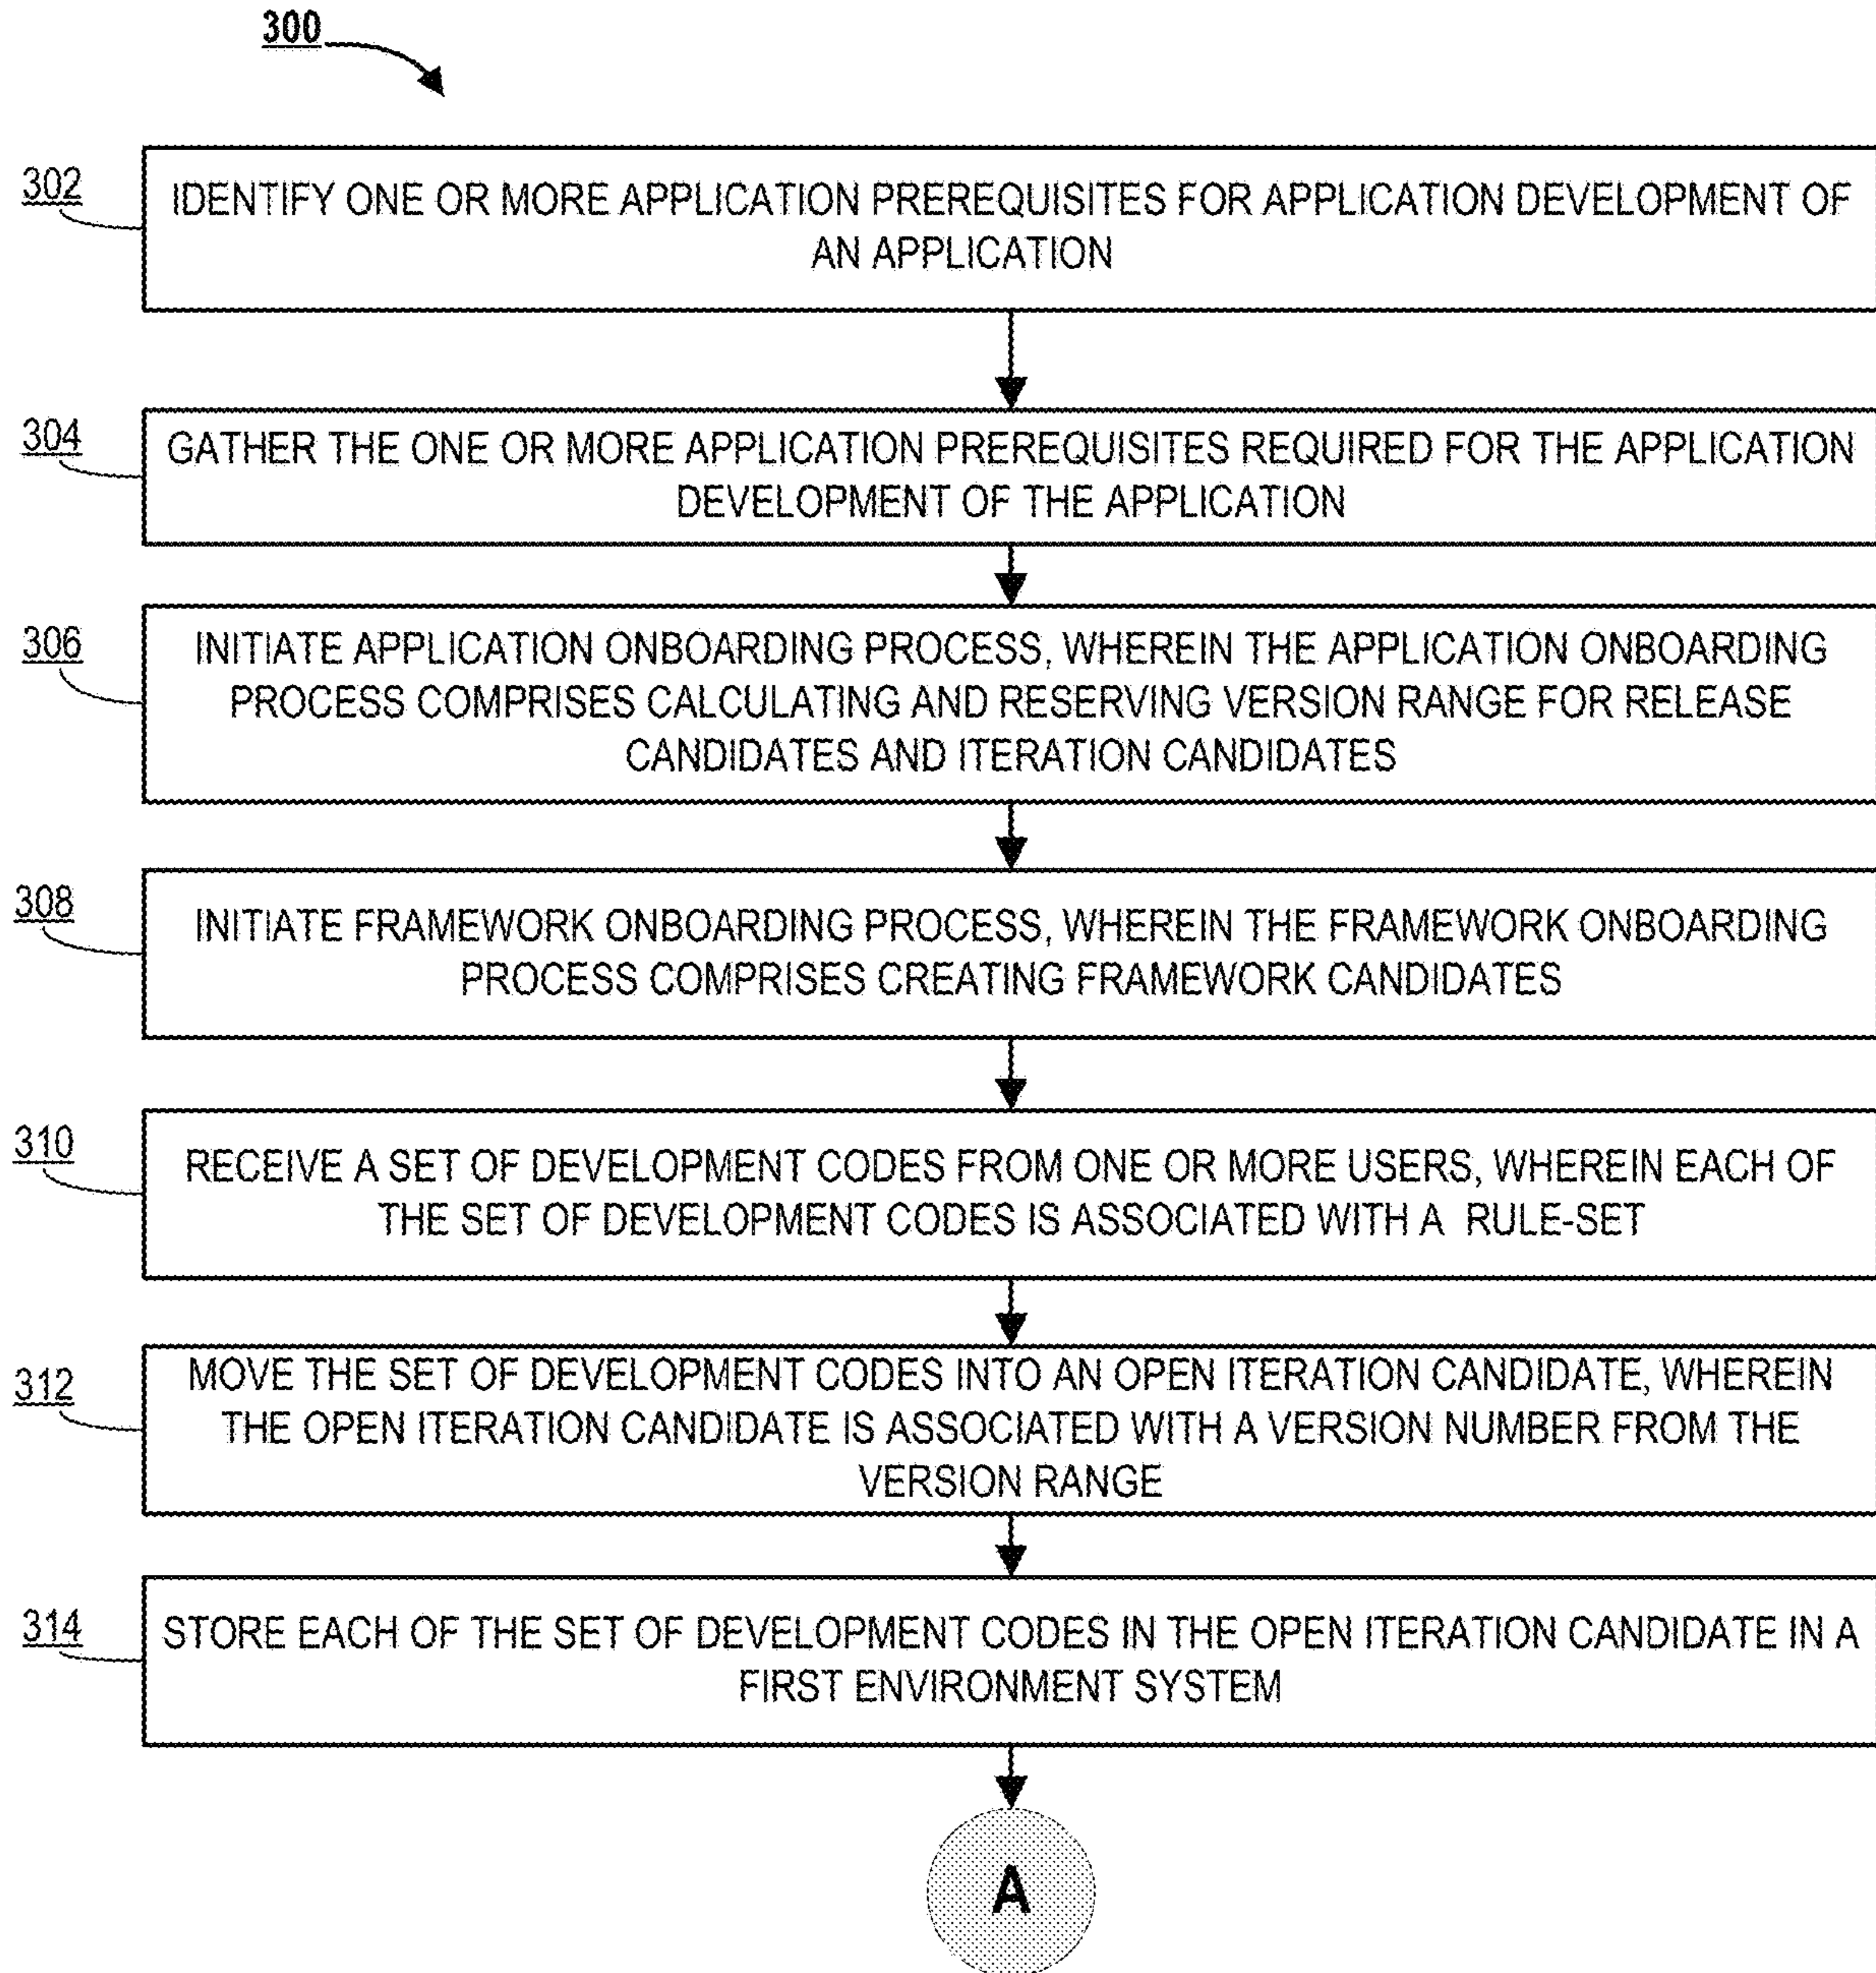 300
302
IDENTIFY ONE OR MORE APPLICATION PREREQUISITES FOR APPLICATION DEVELOPMENT OF
AN APPLICATION
304
GATHER THE ONE OR MORE APPLICATION PREREQUISITES REQUIRED FOR THE APPLICATION
DEVELOPMENT OF THE APPLICATION
306
INITIATE APPLICATION ONBOARDING PROCESS, WHEREIN THE APPLICATION ONBOARDING
PROCESS COMPRISES CALCULATING AND RESERVING VERSION RANGE FOR RELEASE
CANDIDATES AND ITERATION CANDIDATES
308
INITIATE FRAMEWORK ONBOARDING PROCESS, WHEREIN THE FRAMEWORK ONBOARDING
PROCESS COMPRISES CREATING FRAMEWORK CANDIDATES
310
RECEIVE A SET OF DEVELOPMENT CODES FROM ONE OR MORE USERS, WHEREIN EACH OF
THE SET OF DEVELOPMENT CODES IS ASSOCIATED WITH A RULE-SET
312
MOVE THE SET OF DEVELOPMENT CODES INTO AN OPEN ITERATION CANDIDATE, WHEREIN
THE OPEN ITERATION CANDIDATE IS ASSOCIATED WITH A VERSION NUMBER FROM THE
VERSION RANGE
314
STORE EACH OF THE SET OF DEVELOPMENT CODES IN THE OPEN ITERATION CANDIDATE IN A
FIRST ENVIRONMENT SYSTEM
A